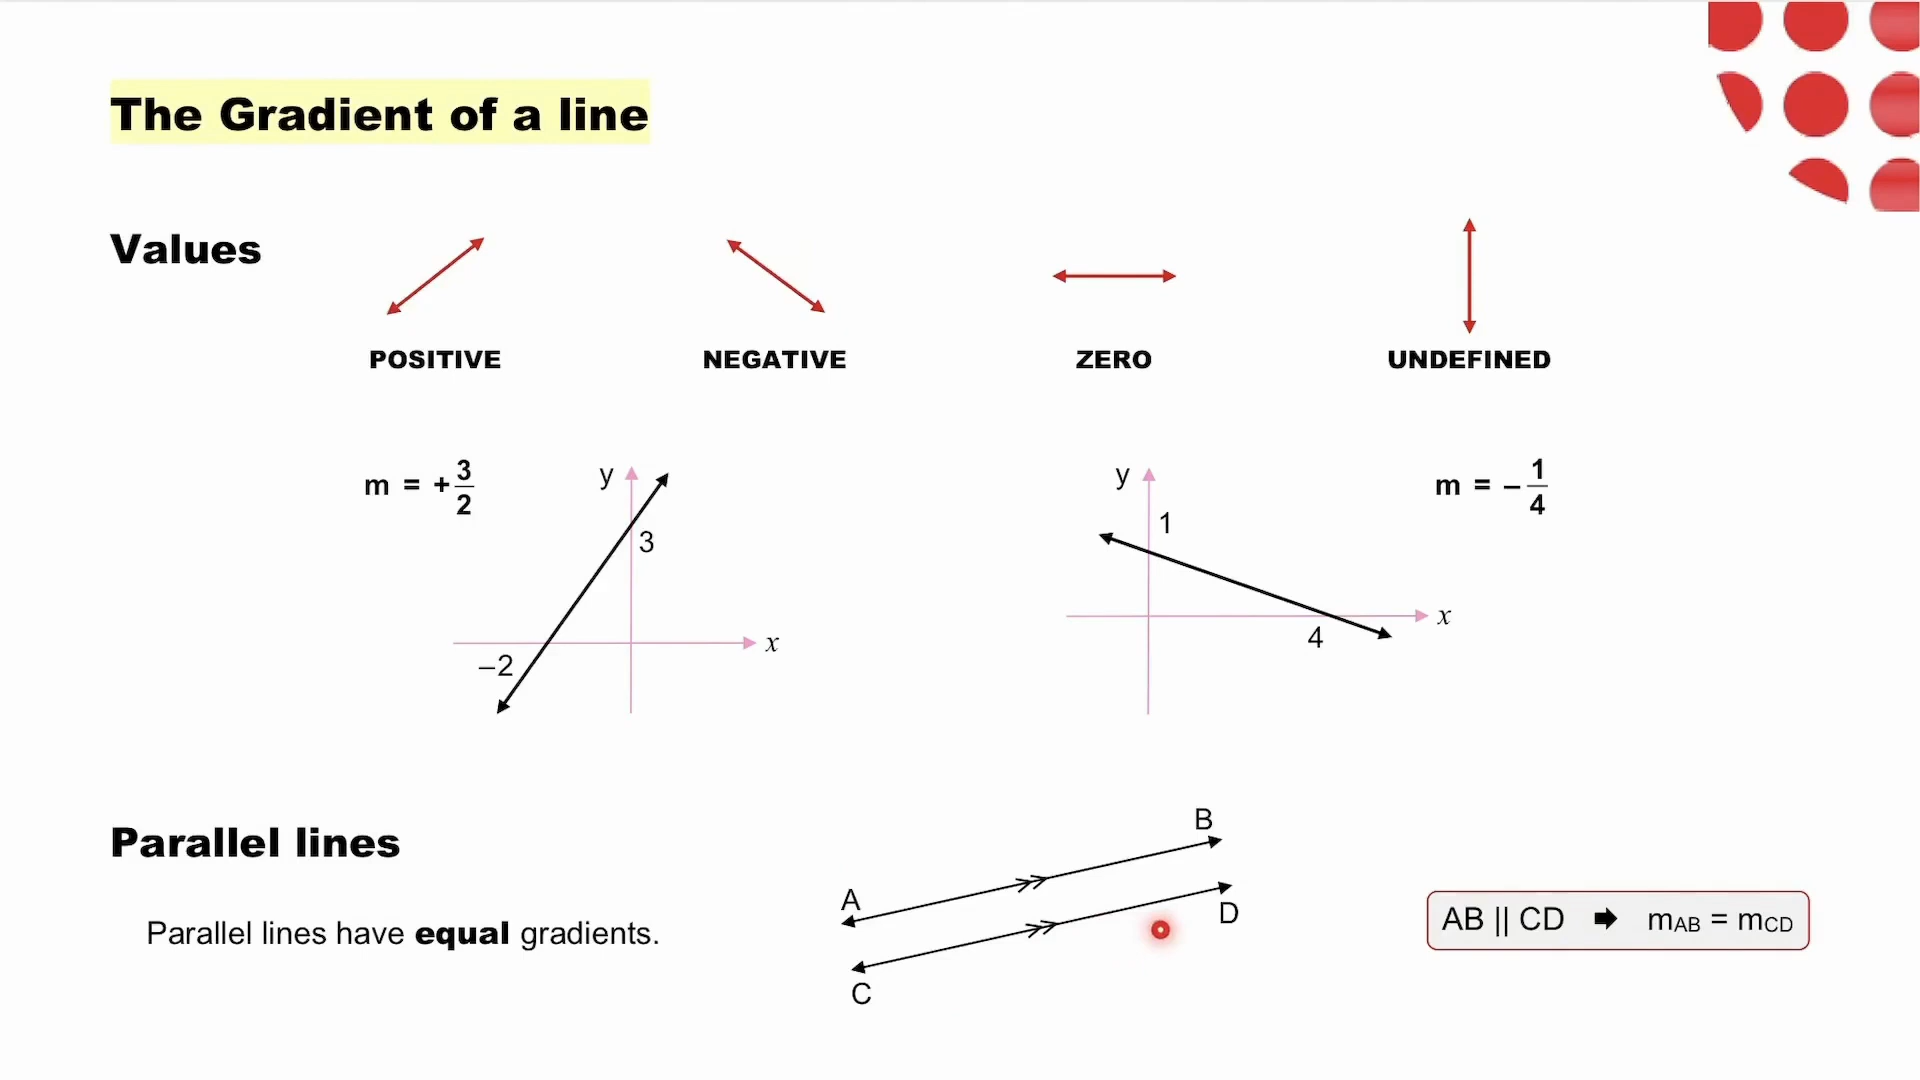 The Gradient of a line
Values
POSITIVE NEGATIVE ZERO UNDEFINED
m = +3/2
y
3
–2
x
y
1
4
x
m = –1/4
Parallel lines
Parallel lines have equal gradients.
A
B
C
D
AB || CD 🡆 mAB = mCD